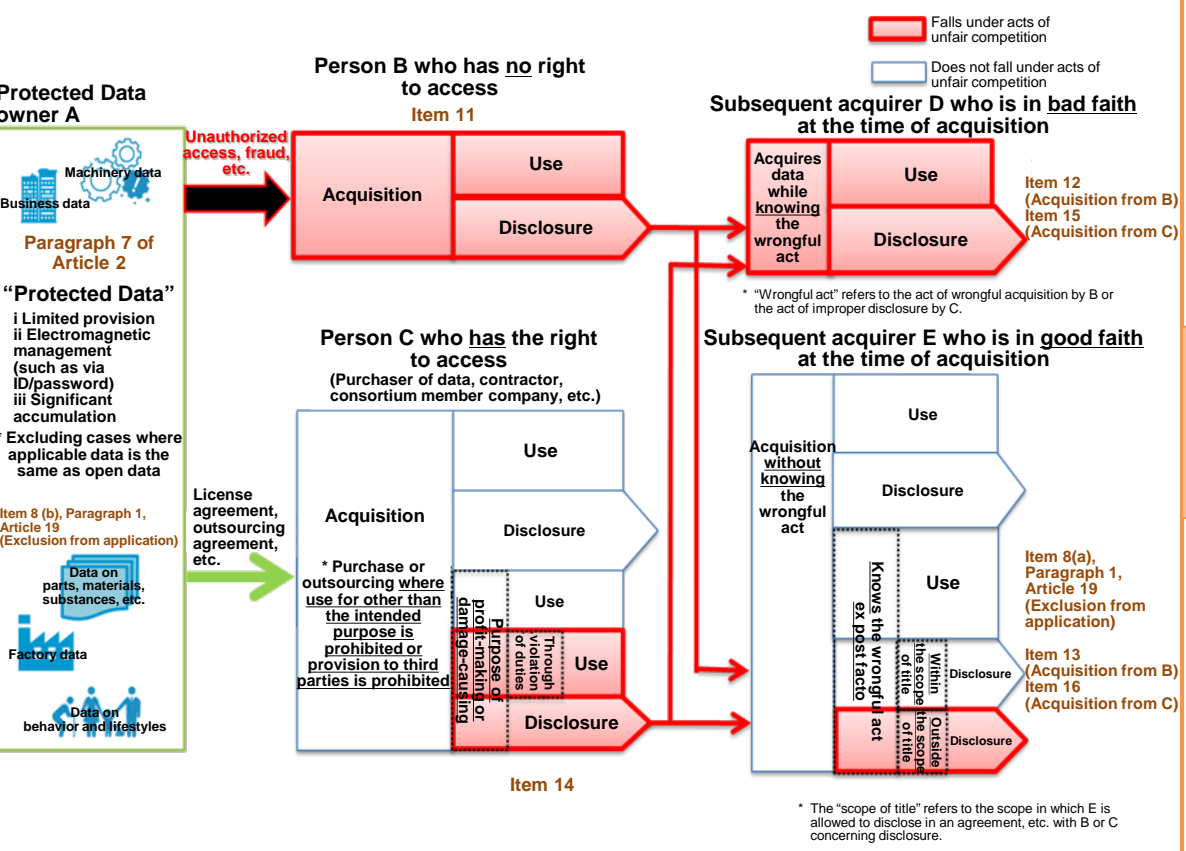 Falls under acts of
unfair competition
Does not fall under acts of
unfair competition
Protected Data
owner A
Machinery data
Business data
Paragraph 7 of
Article 2
“Protected Data”
i Limited provision
ii Electromagnetic
management
(such as via
ID/password)
iii Significant
accumulation
* Excluding cases where
applicable data is the
same as open data
Item 8 (b), Paragraph 1,
Article 19
(Exclusion from application)
Data on
parts, materials,
substances, etc.
Factory data
Data on
behavior and lifestyles
Unauthorized
access, fraud,
etc.
License
agreement,
outsourcing
agreement,
etc.
Person B who has no right
to access
Item 11
Acquisition
Use
Disclosure
Person C who has the right
to access
(Purchaser of data, contractor,
consortium member company, etc.)
Acquisition
* Purchase or
outsourcing where
use for other than
the intended
purpose is
prohibited or
provision to third
parties is prohibited
Use
Disclosure
Purpose of
profit-making or
damage-causing
Use
Through
violation
of duties
Use
Disclosure
Item 14
Subsequent acquirer D who is in bad faith
at the time of acquisition
Acquires
data
while
knowing
the
wrongful
act
Use
Disclosure
Item 12
(Acquisition from B)
Item 15
(Acquisition from C)
* “Wrongful act” refers to the act of wrongful acquisition by B or
the act of improper disclosure by C.
Subsequent acquirer E who is in good faith
at the time of acquisition
Acquisition
without
knowing
the
wrongful
act
Use
Disclosure
Knows the wrongful act
ex post facto
Use
Within
the scope
of title
Disclosure
Outside
the scope
of title
Disclosure
Item 8(a),
Paragraph 1,
Article 19
(Exclusion from
application)
Item 13
(Acquisition from B)
Item 16
(Acquisition from C)
* The “scope of title” refers to the scope in which E is
allowed to disclose in an agreement, etc. with B or C
concerning disclosure.